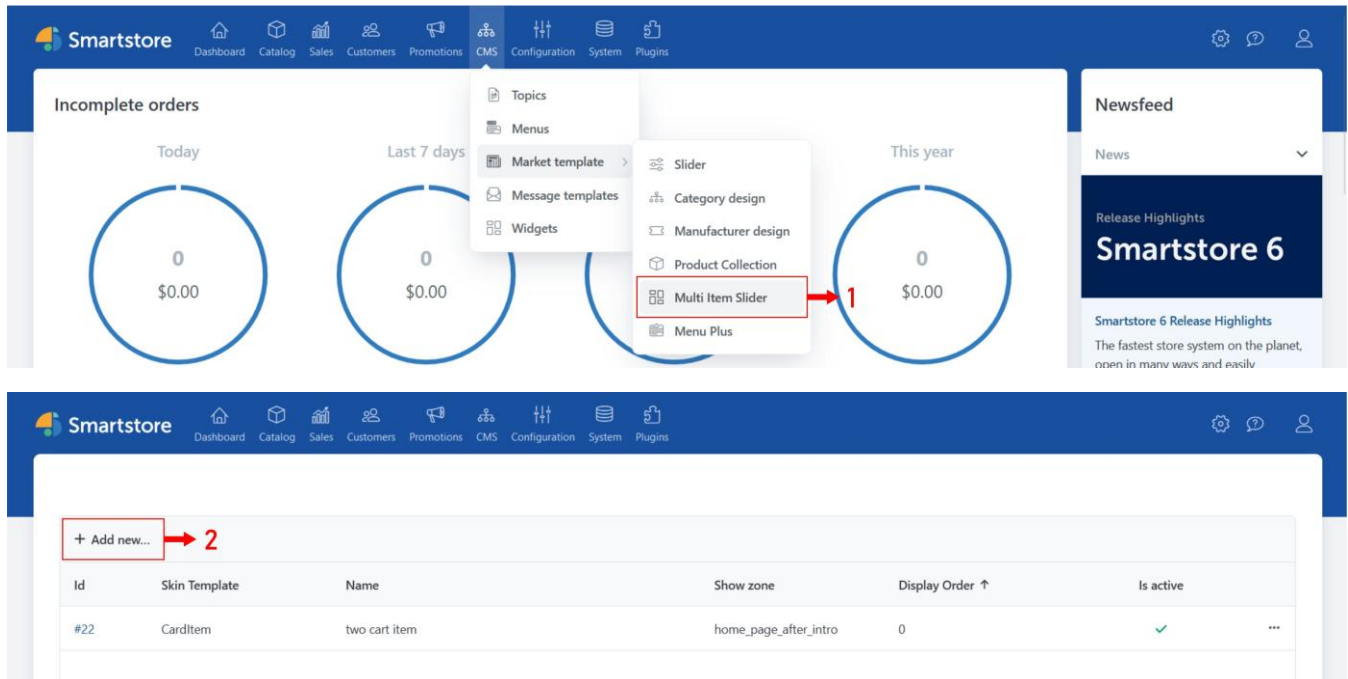 Smartstore
Dashboard Catalog Sales Customers Promotions CMS Configuration System Plugins
Incomplete orders
Today
0
$0.00
Last 7 days
0
$0.00
This year
0
$0.00
Topics
Menus
Market template
Message templates
Widgets
Slider
Category design
Manufacturer design
Product Collection
Multi Item Slider
1
Menu Plus
Newsfeed
News
Release Highlights
Smartstore 6
Smartstore 6 Release Highlights
The fastest store system on the planet,
open in many ways and easily
Smartstore
Dashboard Catalog Sales Customers Promotions CMS Configuration System Plugins
+ Add new...
2
Id Skin Template Name Show zone Display Order ↑ Is active
#22 CardItem two cart item home_page_after_intro 0 ✓ ...